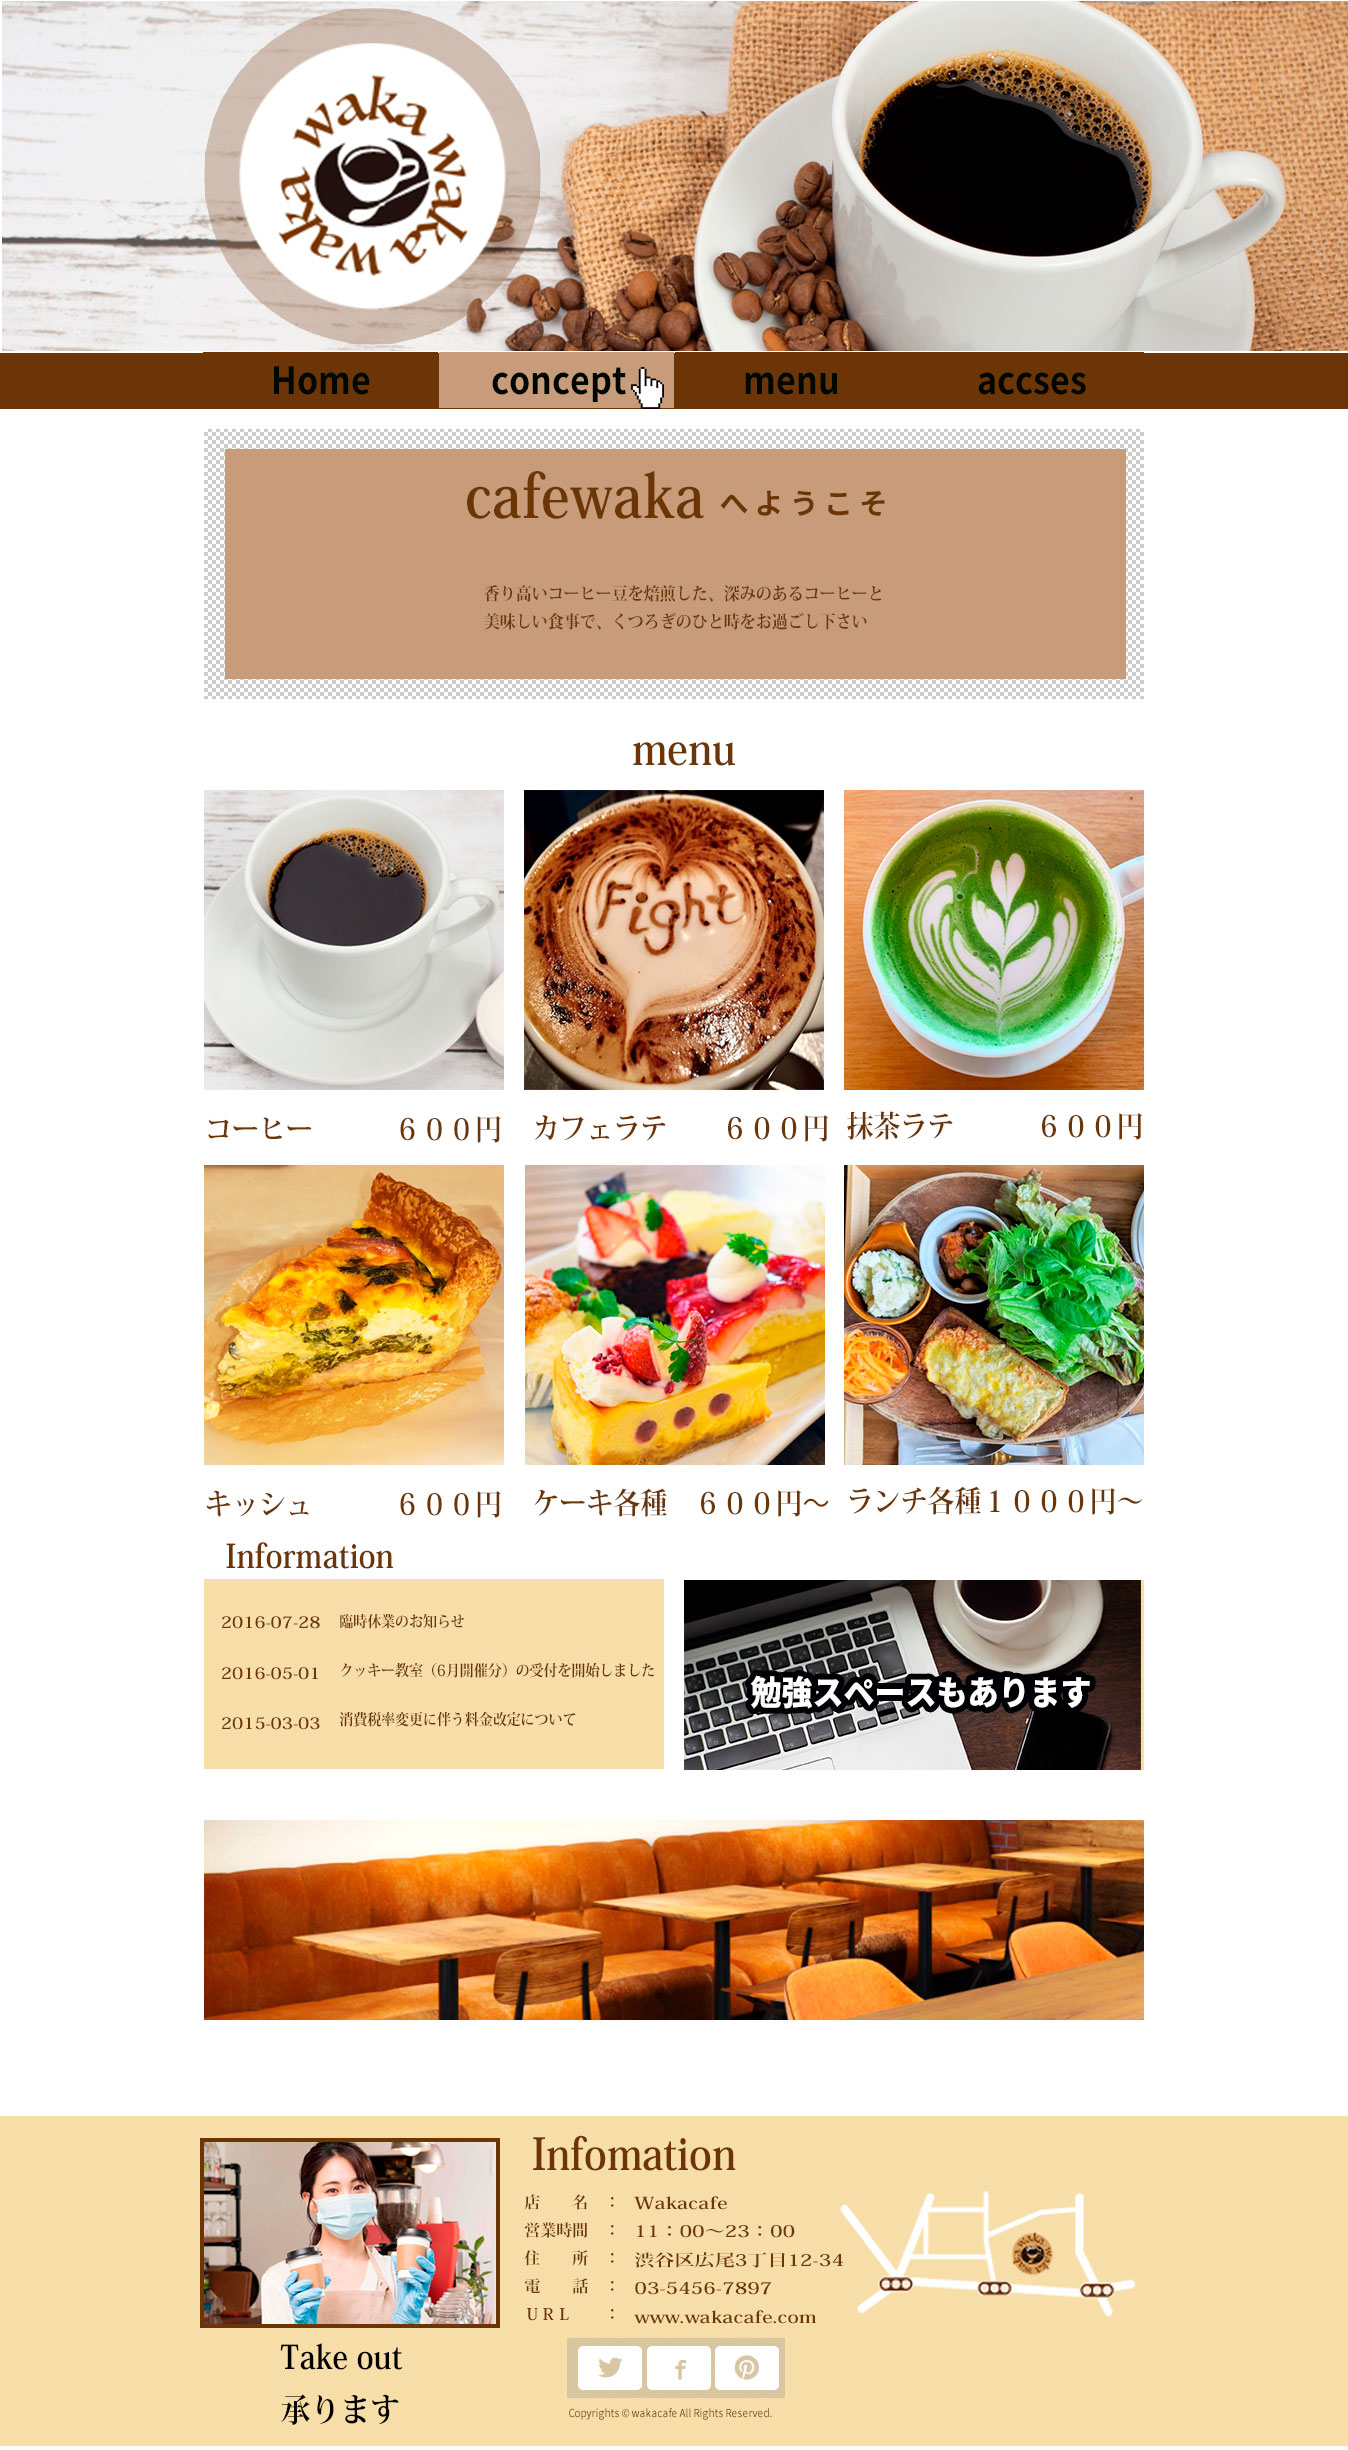 waka waka waka waka
Home concept menu accses
cafewaka へようこそ
香り高いコーヒー豆を焙煎した、深みのあるコーヒーと
美味しい食事で、くつろぎのひと時をお過ごし下さい
menu
Fight
コーヒー ６００円 カフェラテ ６００円 抹茶ラテ ６００円
キッシュ ６００円 ケーキ各種 ６００円～ ランチ各種１０００円～
Information
2016-07-28 臨時休業のお知らせ
2016-05-01 クッキー教室（6月開催分）の受付を開始しました
2015-03-03 消費税率変更に伴う料金改定について
勉強スペースもあります
Infomation
店　名 ： Wakacafe
営業時間 ： 11：00～23：00
住　所 ： 渋谷区広尾3丁目12-34
電　話 ： 03-5456-7897
ＵＲＬ ： www.wakacafe.com
Take out
承ります
Copyrights © wakacafe All Rights Reserved.